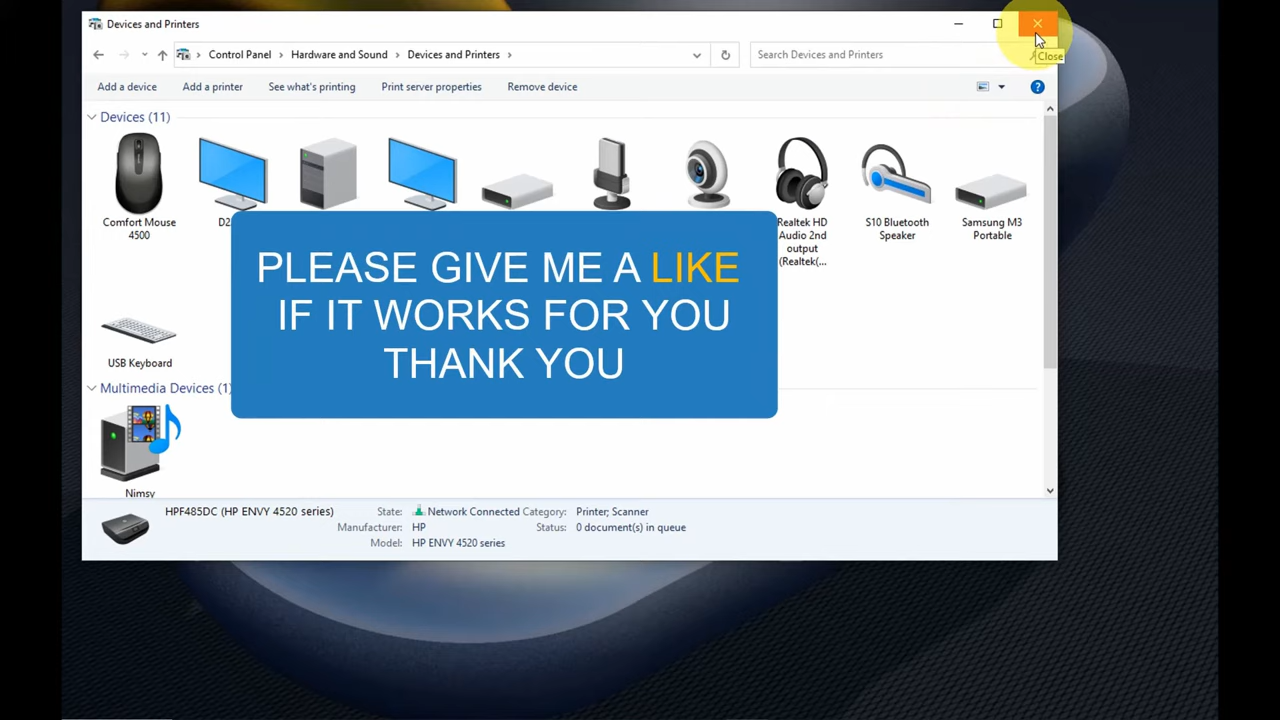 Devices and Printers
Close
Control Panel > Hardware and Sound > Devices and Printers >
Search Devices and Printers
Add a device
Add a printer
See what's printing
Print server properties
Remove device
Devices (11)
Comfort Mouse
4500
Realtek HD
Audio 2nd
output
(Realtek(...
S10 Bluetooth
Speaker
Samsung M3
Portable
PLEASE GIVE ME A LIKE
IF IT WORKS FOR YOU
THANK YOU
USB Keyboard
Multimedia Devices (1)
Nimsy
HPF485DC (HP ENVY 4520 series)
State: Network Connected
Category: Printer; Scanner
Manufacturer: HP
Status: 0 document(s) in queue
Model: HP ENVY 4520 series